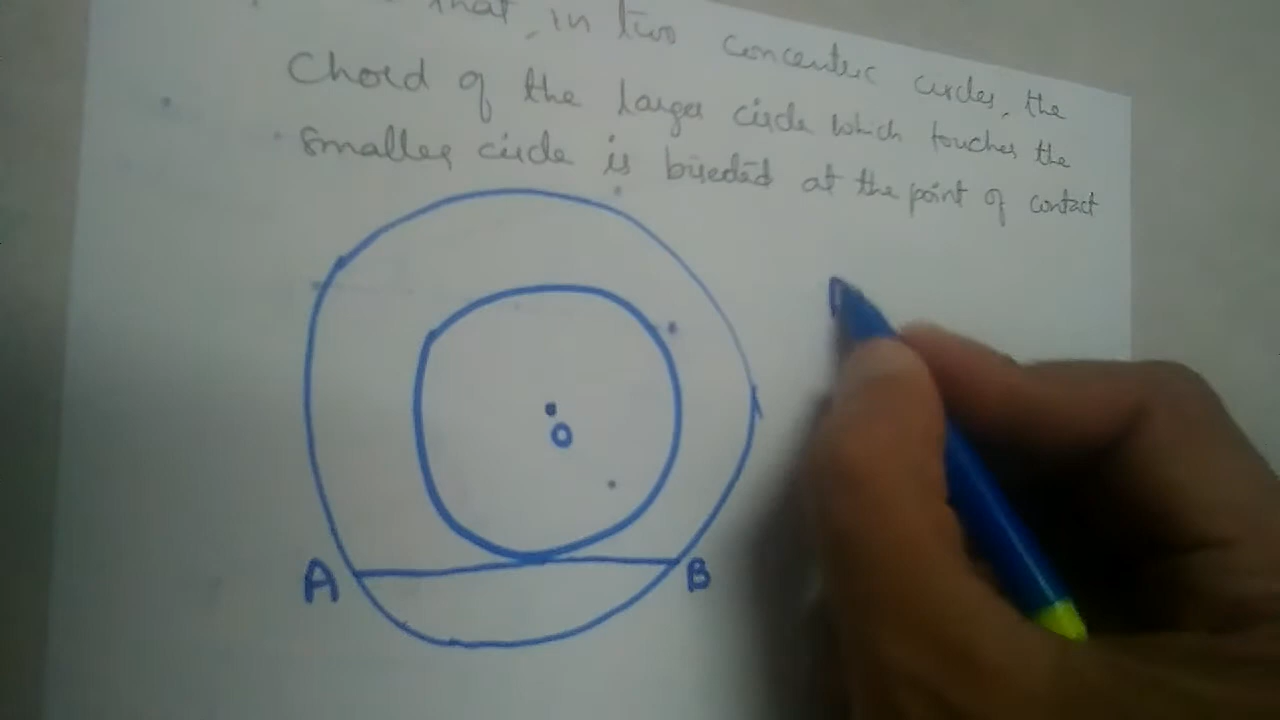 that, in two concentric circles, the
Chord of the larger circle which touches the
smaller circle is bisected at the point of contact
O
A
B